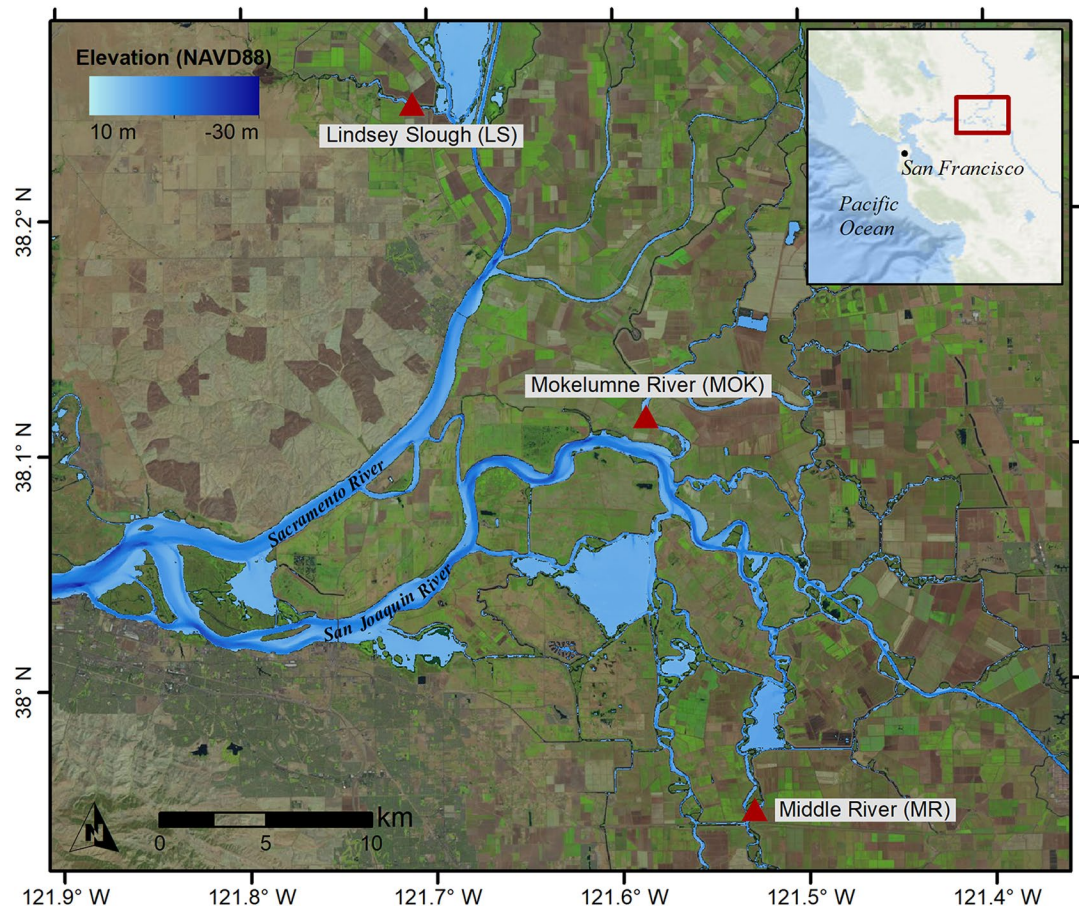 Elevation (NAVD88)
10 m
-30 m
Lindsey Slough (LS)
San Francisco
Pacific
Ocean
Mokelumne River (MOK)
Sacramento River
San Joaquin River
Middle River (MR)
N
km
0
5
10
38.2° N
38.1° N
38° N
121.9° W
121.8° W
121.7° W
121.6° W
121.5° W
121.4° W